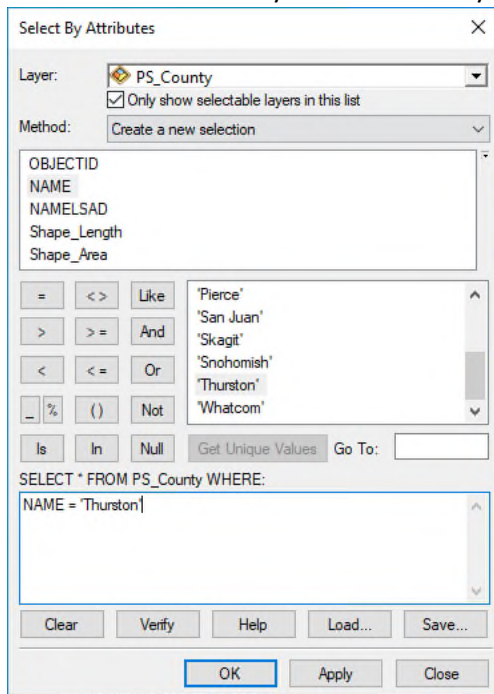 Select By Attributes
Layer: PS_County
Only show selectable layers in this list
Method: Create a new selection
OBJECTID
NAME
NAMELSAD
Shape_Length
Shape_Area
= <> Like
> >= And
< <= Or
_ % () Not
Is In Null
'Pierce'
'San Juan'
'Skagit'
'Snohomish'
'Thurston'
'Whatcom'
Get Unique Values Go To:
SELECT * FROM PS_County WHERE:
NAME = 'Thurston'
Clear Verify Help Load... Save...
OK Apply Close